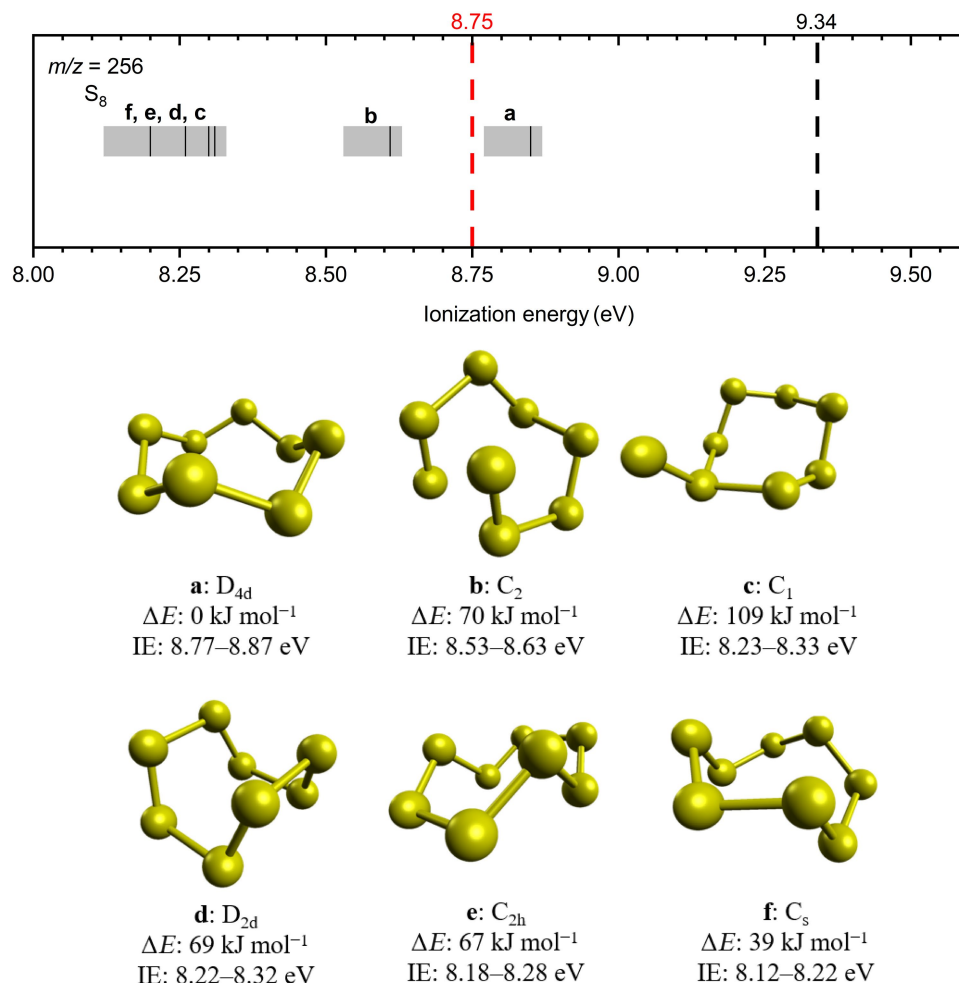 8.75 9.34
m/z = 256
S₈
f, e, d, c b a
8.00 8.25 8.50 8.75 9.00 9.25 9.50
Ionization energy (eV)
a: D₄d b: C₂ c: C₁
ΔE: 0 kJ mol⁻¹ ΔE: 70 kJ mol⁻¹ ΔE: 109 kJ mol⁻¹
IE: 8.77–8.87 eV IE: 8.53–8.63 eV IE: 8.23–8.33 eV
d: D₂d e: C₂h f: Cs
ΔE: 69 kJ mol⁻¹ ΔE: 67 kJ mol⁻¹ ΔE: 39 kJ mol⁻¹
IE: 8.22–8.32 eV IE: 8.18–8.28 eV IE: 8.12–8.22 eV